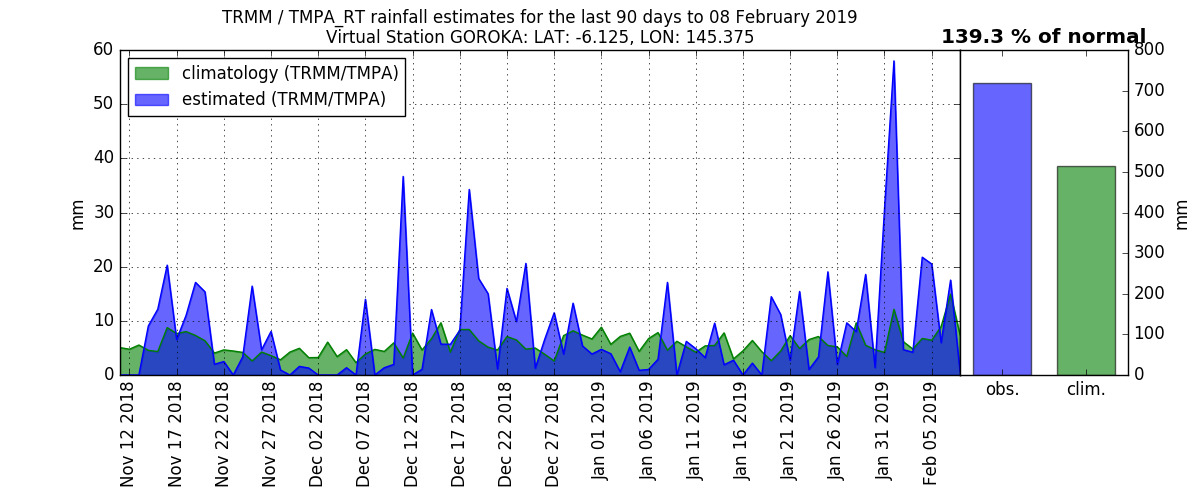 TRMM / TMPA_RT rainfall estimates for the last 90 days to 08 February 2019
Virtual Station GOROKA: LAT: -6.125, LON: 145.375
139.3 % of normal
climatology (TRMM/TMPA)
estimated (TRMM/TMPA)
60
50
40
30
20
10
0
mm
800
700
600
500
400
300
200
100
0
mm
Nov 12 2018
Nov 17 2018
Nov 22 2018
Nov 27 2018
Dec 02 2018
Dec 07 2018
Dec 12 2018
Dec 17 2018
Dec 22 2018
Dec 27 2018
Jan 01 2019
Jan 06 2019
Jan 11 2019
Jan 16 2019
Jan 21 2019
Jan 26 2019
Jan 31 2019
Feb 05 2019
obs.
clim.